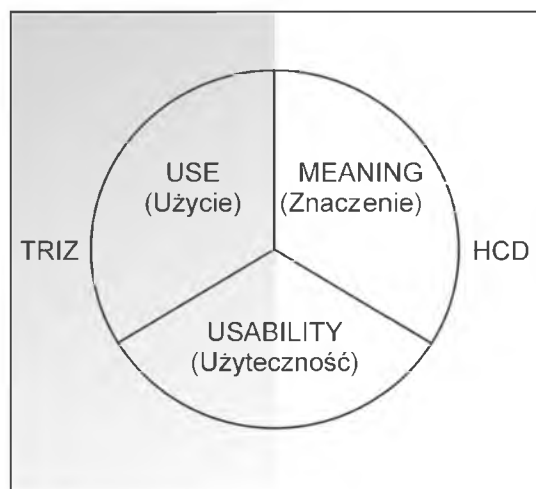 USE
(Użycie)
MEANING
(Znaczenie)
TRIZ
HCD
USABILITY
(Użyteczność)